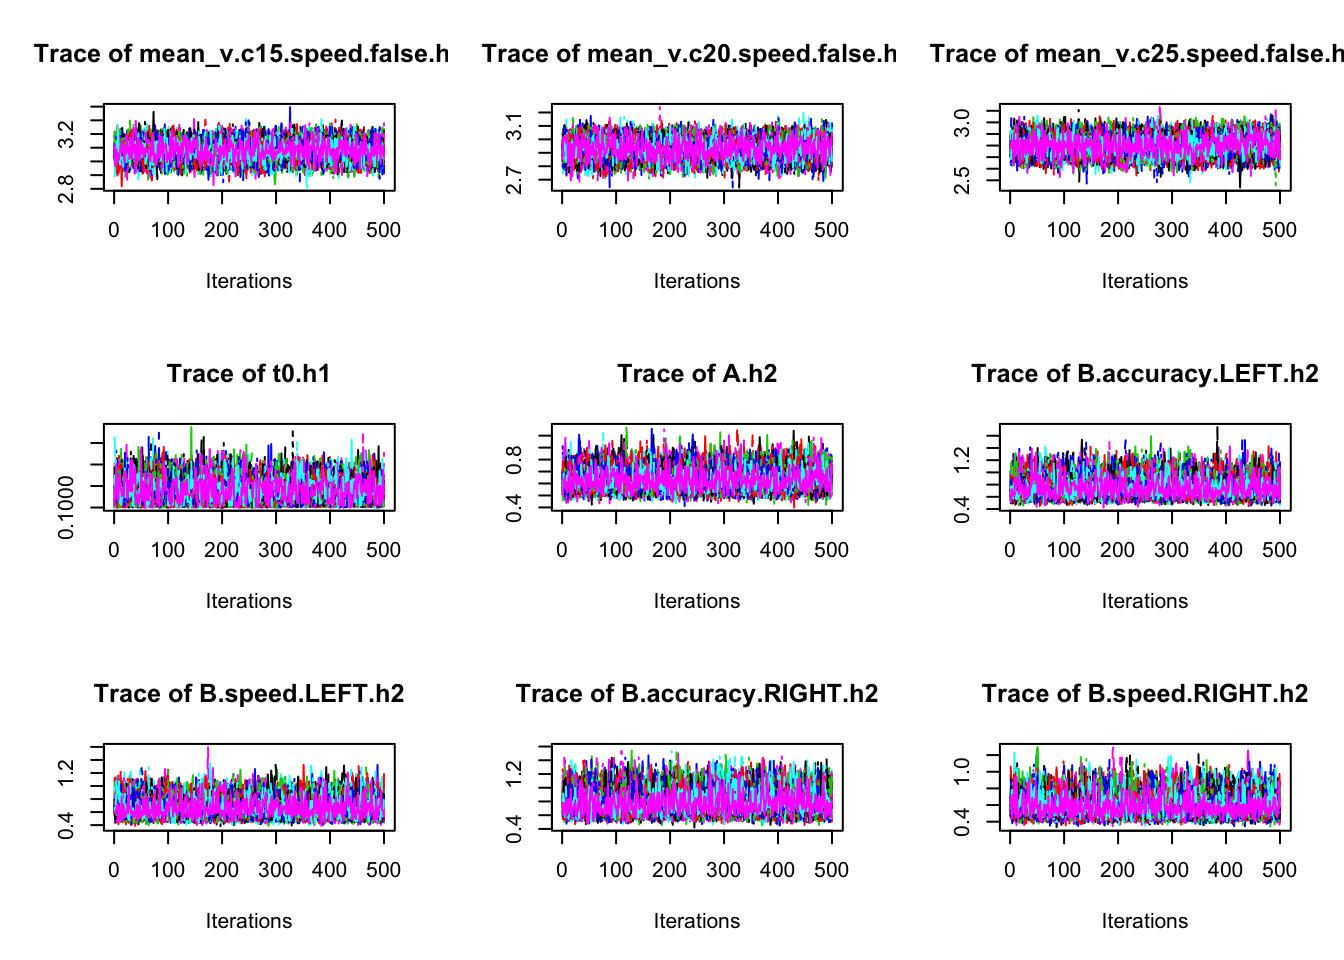 Trace of mean_v.c15.speed.false.h
Trace of mean_v.c20.speed.false.h
Trace of mean_v.c25.speed.false.h
3.2
2.8
0 100 200 300 400 500
Iterations
3.1
2.7
0 100 200 300 400 500
Iterations
3.0
2.5
0 100 200 300 400 500
Iterations
Trace of t0.h1
Trace of A.h2
Trace of B.accuracy.LEFT.h2
0.1000
0 100 200 300 400 500
Iterations
0.8
0.4
0 100 200 300 400 500
Iterations
1.2
0.4
0 100 200 300 400 500
Iterations
Trace of B.speed.LEFT.h2
Trace of B.accuracy.RIGHT.h2
Trace of B.speed.RIGHT.h2
1.2
0.4
0 100 200 300 400 500
Iterations
1.2
0.4
0 100 200 300 400 500
Iterations
1.0
0.4
0 100 200 300 400 500
Iterations